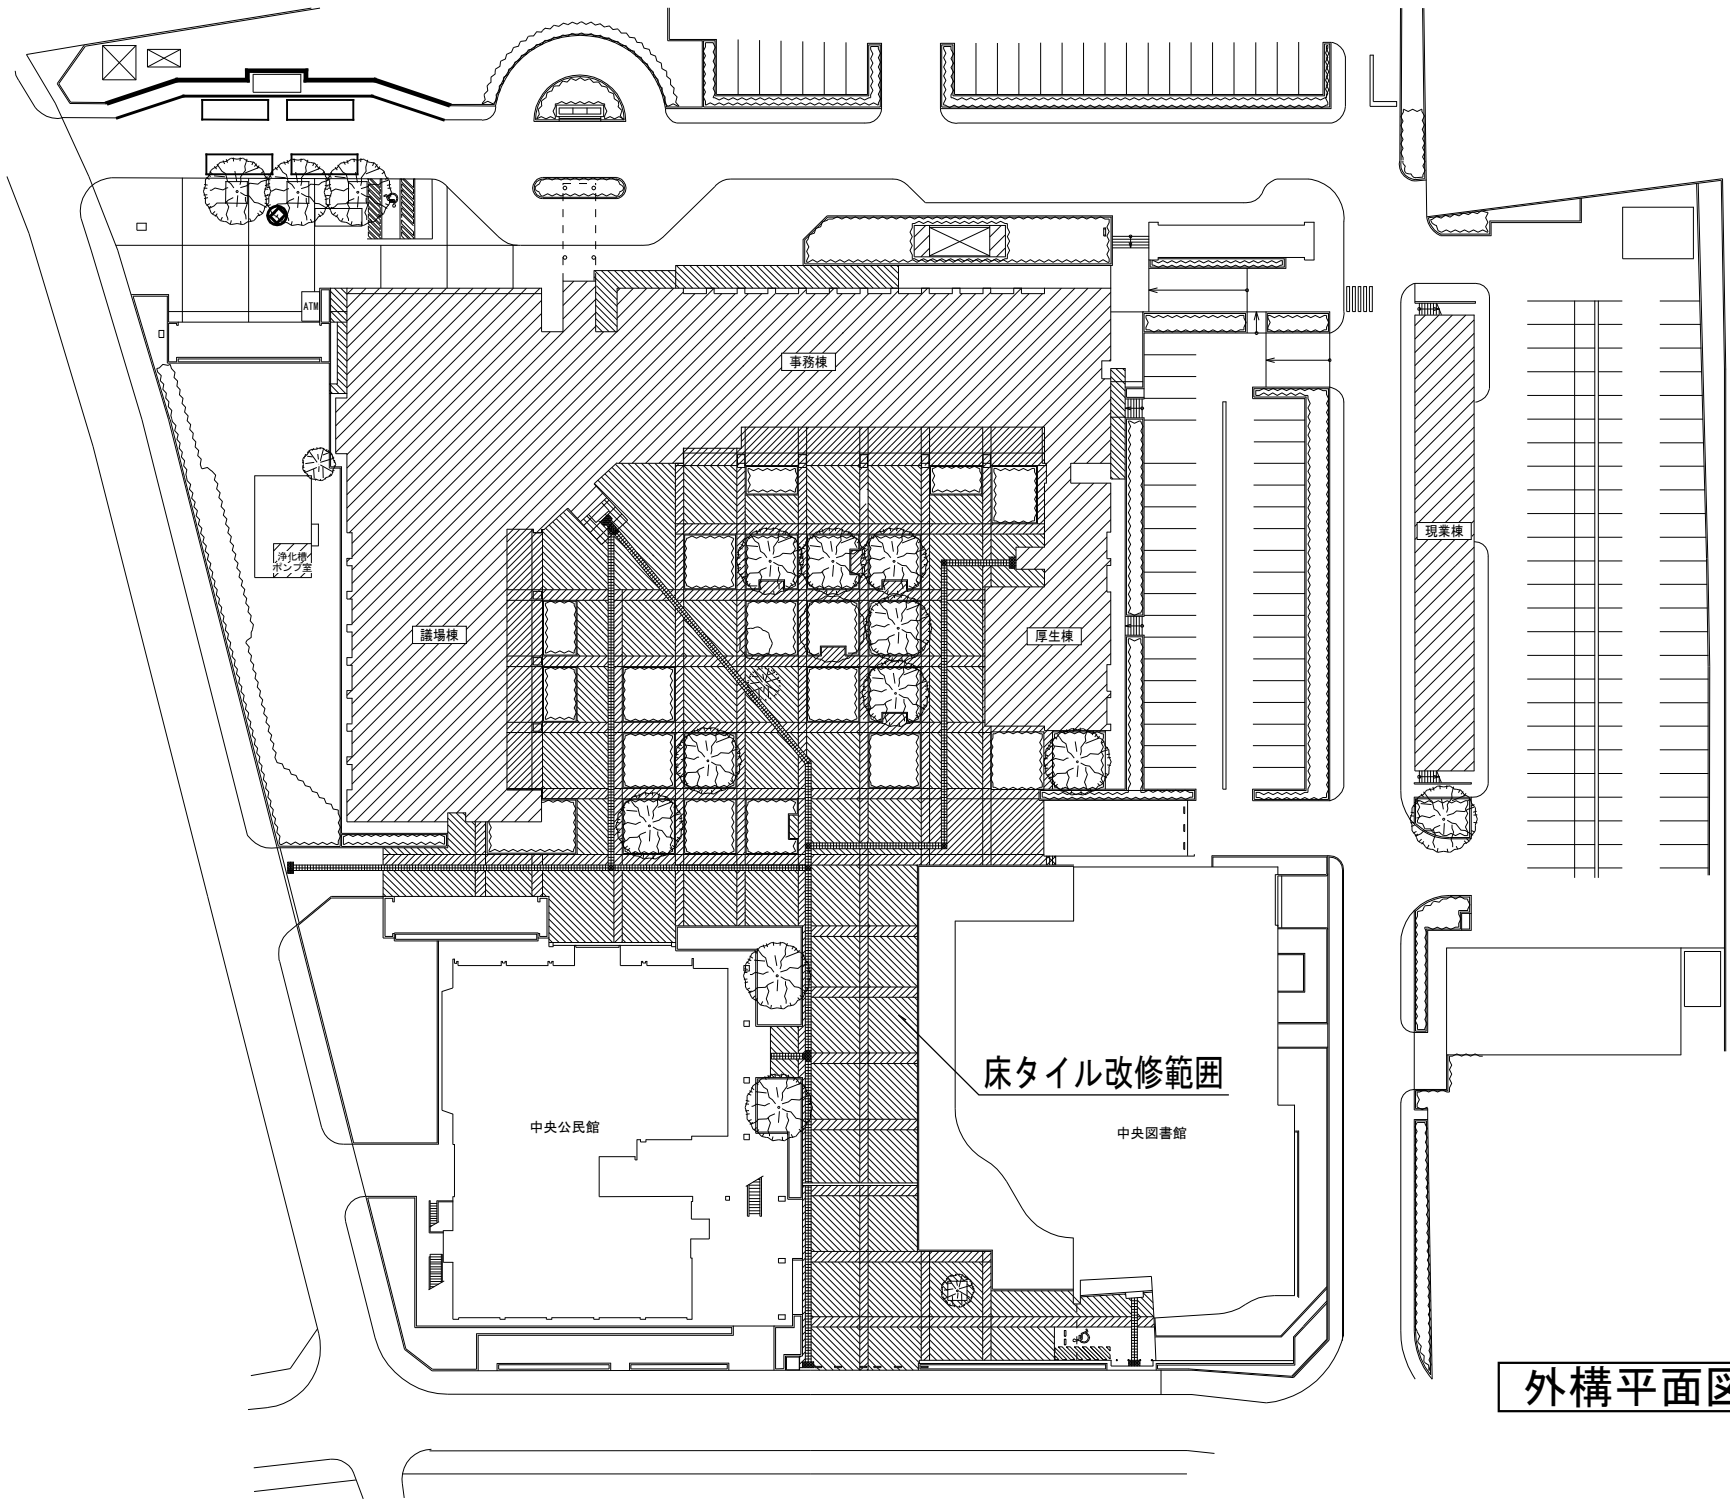 ATM
事務棟
現業棟
浄化槽
ポンプ室
議場棟
厚生棟
床タイル改修範囲
中央公民館
中央図書館
外構平面図